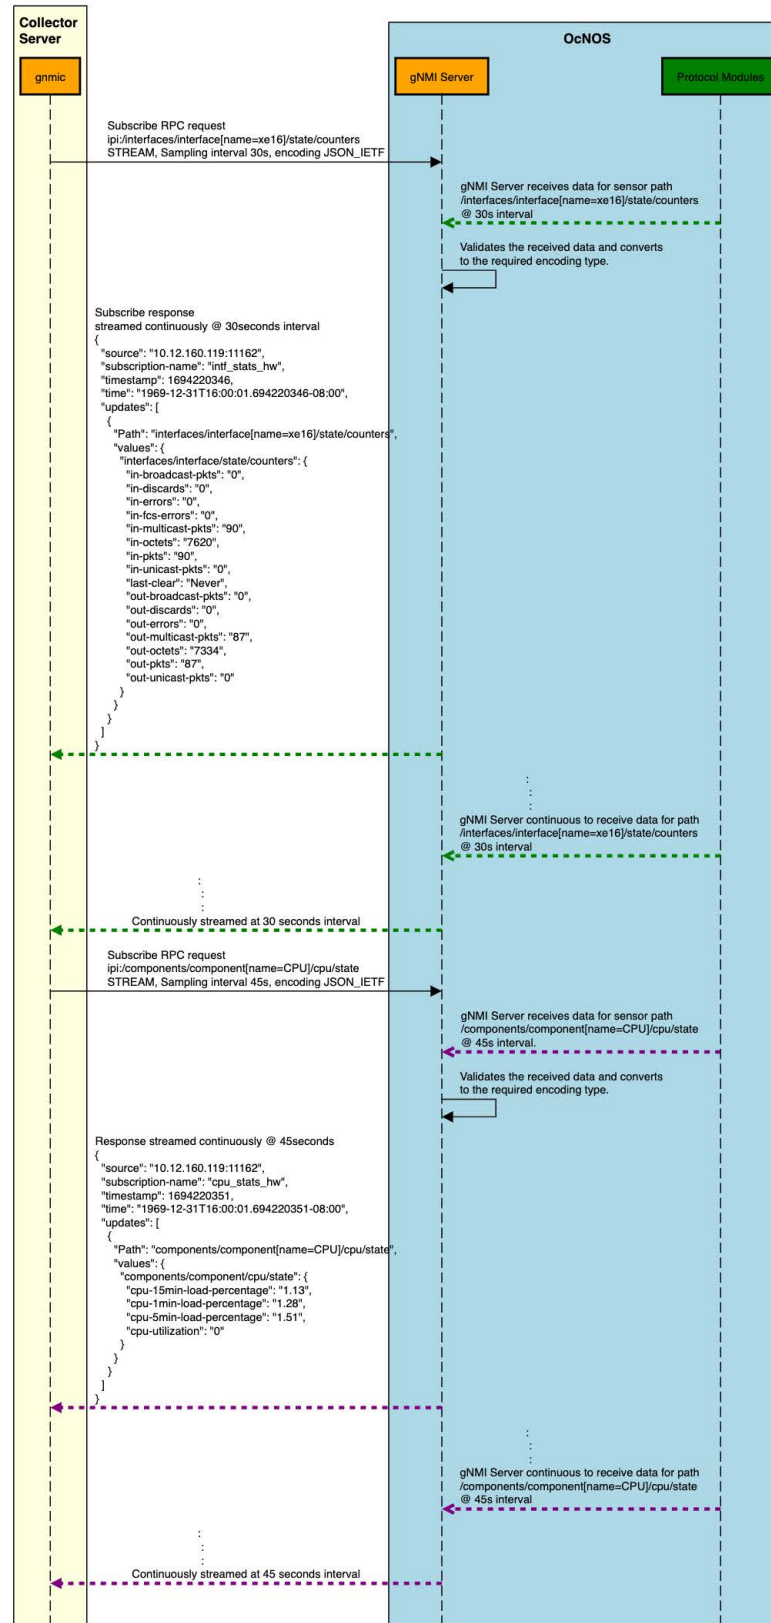 Collector
Server
OcNOS
gnmic
gNMI Server
Protocol Modules
Subscribe RPC request
ipi:/interfaces/interface[name=xe16]/state/counters
STREAM, Sampling interval 30s, encoding JSON_IETF
gNMI Server receives data for sensor path
/interfaces/interface[name=xe16]/state/counters
@ 30s interval
Validates the received data and converts
to the required encoding type.
Subscribe response
streamed continuously @ 30seconds interval
{
"source": "10.12.160.119:11162",
"subscription-name": "intf_stats_hw",
"timestamp": 1694220346,
"time": "1969-12-31T16:00:01.694220346-08:00",
"updates": [
{
"Path": "interfaces/interface[name=xe16]/state/counters",
"values": {
"interfaces/interface/state/counters": {
"in-broadcast-pkts": "0",
"in-discards": "0",
"in-errors": "0",
"in-fcs-errors": "0",
"in-multicast-pkts": "90",
"in-octets": "7620",
"in-pkts": "90",
"in-unicast-pkts": "0",
"last-clear": "Never",
"out-broadcast-pkts": "0",
"out-discards": "0",
"out-errors": "0",
"out-multicast-pkts": "87",
"out-octets": "7334",
"out-pkts": "87",
"out-unicast-pkts": "0"
}
}
}
]
}
:
:
:
gNMI Server continuous to receive data for path
/interfaces/interface[name=xe16]/state/counters
@ 30s interval
:
:
:
Continuously streamed at 30 seconds interval
Subscribe RPC request
ipi:/components/component[name=CPU]/cpu/state
STREAM, Sampling interval 45s, encoding JSON_IETF
gNMI Server receives data for sensor path
/components/component[name=CPU]/cpu/state
@ 45s interval.
Validates the received data and converts
to the required encoding type.
Response streamed continuously @ 45seconds
{
"source": "10.12.160.119:11162",
"subscription-name": "cpu_stats_hw",
"timestamp": 1694220351,
"time": "1969-12-31T16:00:01.694220351-08:00",
"updates": [
{
"Path": "components/component[name=CPU]/cpu/state",
"values": {
"components/component/cpu/state": {
"cpu-15min-load-percentage": "1.13",
"cpu-1min-load-percentage": "1.28",
"cpu-5min-load-percentage": "1.51",
"cpu-utilization": "0"
}
}
}
]
}
:
:
:
gNMI Server continuous to receive data for path
/components/component[name=CPU]/cpu/state
@ 45s interval
:
:
:
Continuously streamed at 45 seconds interval